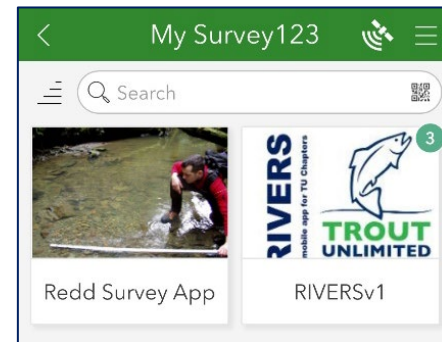 My Survey123
Search
3
RIVERS
mobile app for TU Chapters
TROUT
UNLIMITED
Redd Survey App
RIVERSv1